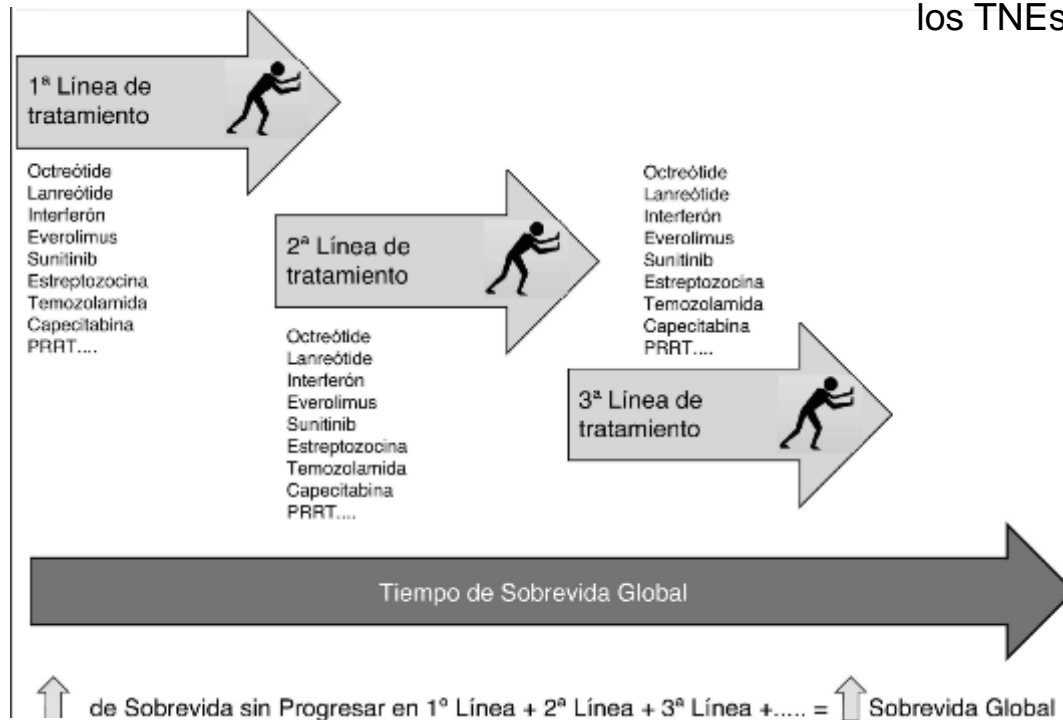 los TNEs
1ª Línea de
tratamiento
Octreótide
Lanreótide
Interferón
Everolimus
Sunitinib
Estreptozocina
Temozolamida
Capecitabina
PRRT....
2ª Línea de
tratamiento
Octreótide
Lanreótide
Interferón
Everolimus
Sunitinib
Estreptozocina
Temozolamida
Capecitabina
PRRT....
Octreótide
Lanreótide
Interferón
Everolimus
Sunitinib
Estreptozocina
Temozolamida
Capecitabina
PRRT....
3ª Línea de
tratamiento
Tiempo de Sobrevida Global
de Sobrevida sin Progresar en 1º Línea + 2ª Línea + 3ª Línea +..... = Sobrevida Global